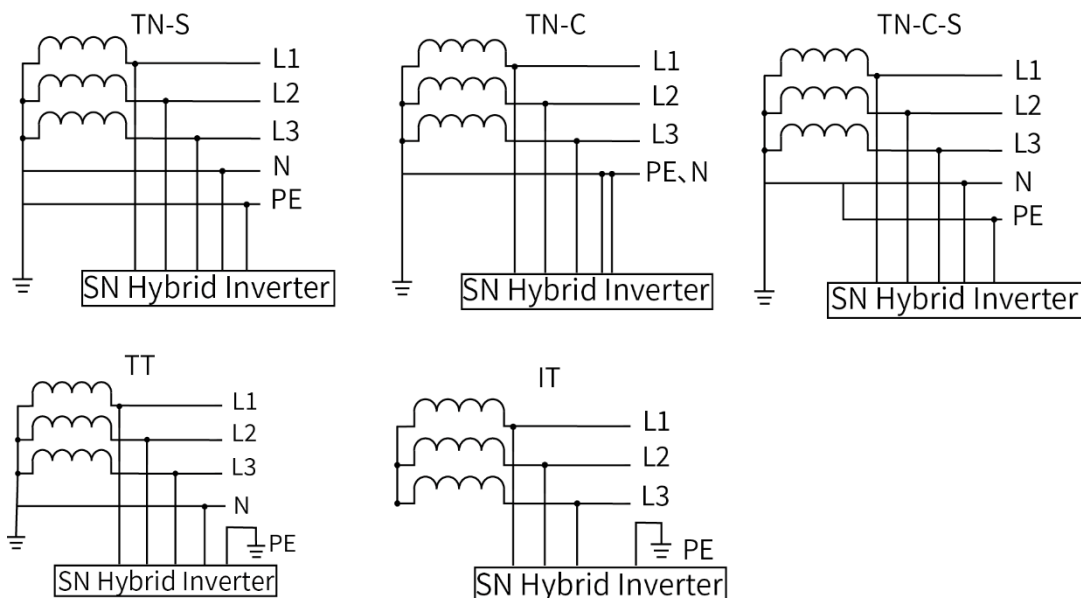 TN-S
L1
L2
L3
N
PE
SN Hybrid Inverter
TN-C
L1
L2
L3
PE、N
SN Hybrid Inverter
TN-C-S
L1
L2
L3
N
PE
SN Hybrid Inverter
TT
L1
L2
L3
N
PE
SN Hybrid Inverter
IT
L1
L2
L3
PE
SN Hybrid Inverter